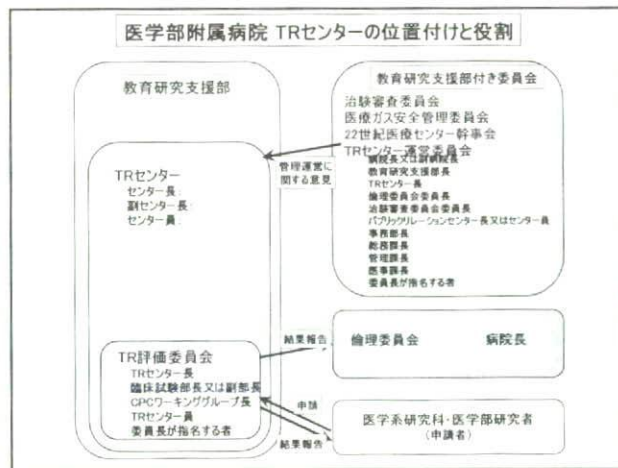 医学部附属病院 TRセンターの位置付けと役割
教育研究支援部
TRセンター
センター長:
副センター長:
センター員:
TR評価委員会
TRセンター長
臨床試験部長又は副部長
CPCワーキンググループ長
TRセンター員
委員長が指名する者
教育研究支援部付き委員会
治験審査委員会
医療ガス安全管理委員会
22世紀医療センター幹事会
TRセンター運営委員会
病院長又は副病院長
教育研究支援部長
TRセンター長
倫理委員会委員長
治験審査委員会委員長
パブリックリレーションセンター長又はセンター員
事務部長
総務課長
管理課長
医事課長
委員長が指名する者
管理運営に
関する意見
結果報告
倫理委員会 病院長
申請
結果報告
医学系研究科・医学部研究者
(申請者)